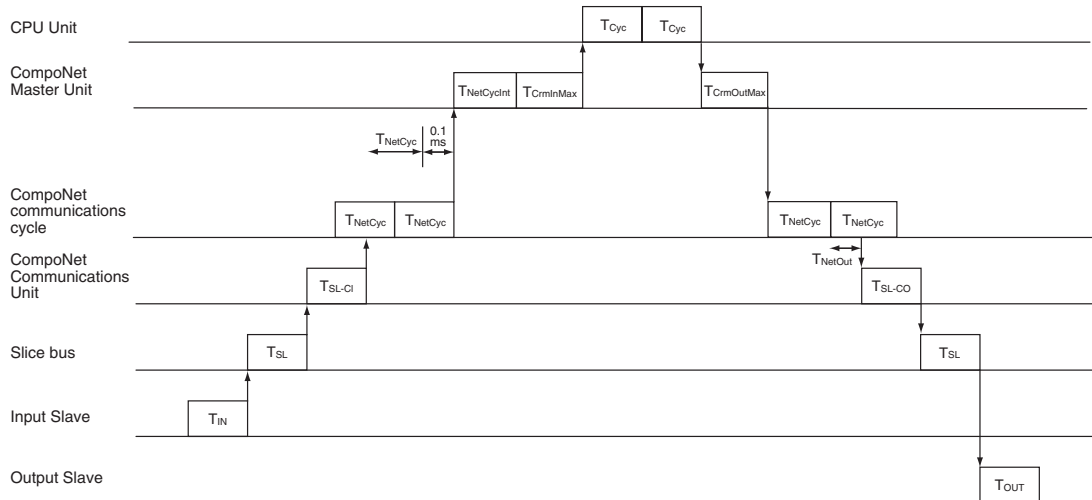 CPU Unit
TCyc
TCyc
CompoNet
Master Unit
TNetCycInt
TCrmInMax
TCrmOutMax
TNetCyc
0.1
ms
CompoNet
communications
cycle
TNetCyc
TNetCyc
TNetCyc
TNetCyc
TNetOut
CompoNet
Communications
Unit
TSL-CI
TSL-CO
Slice bus
TSL
TSL
Input Slave
TIN
Output Slave
TOUT